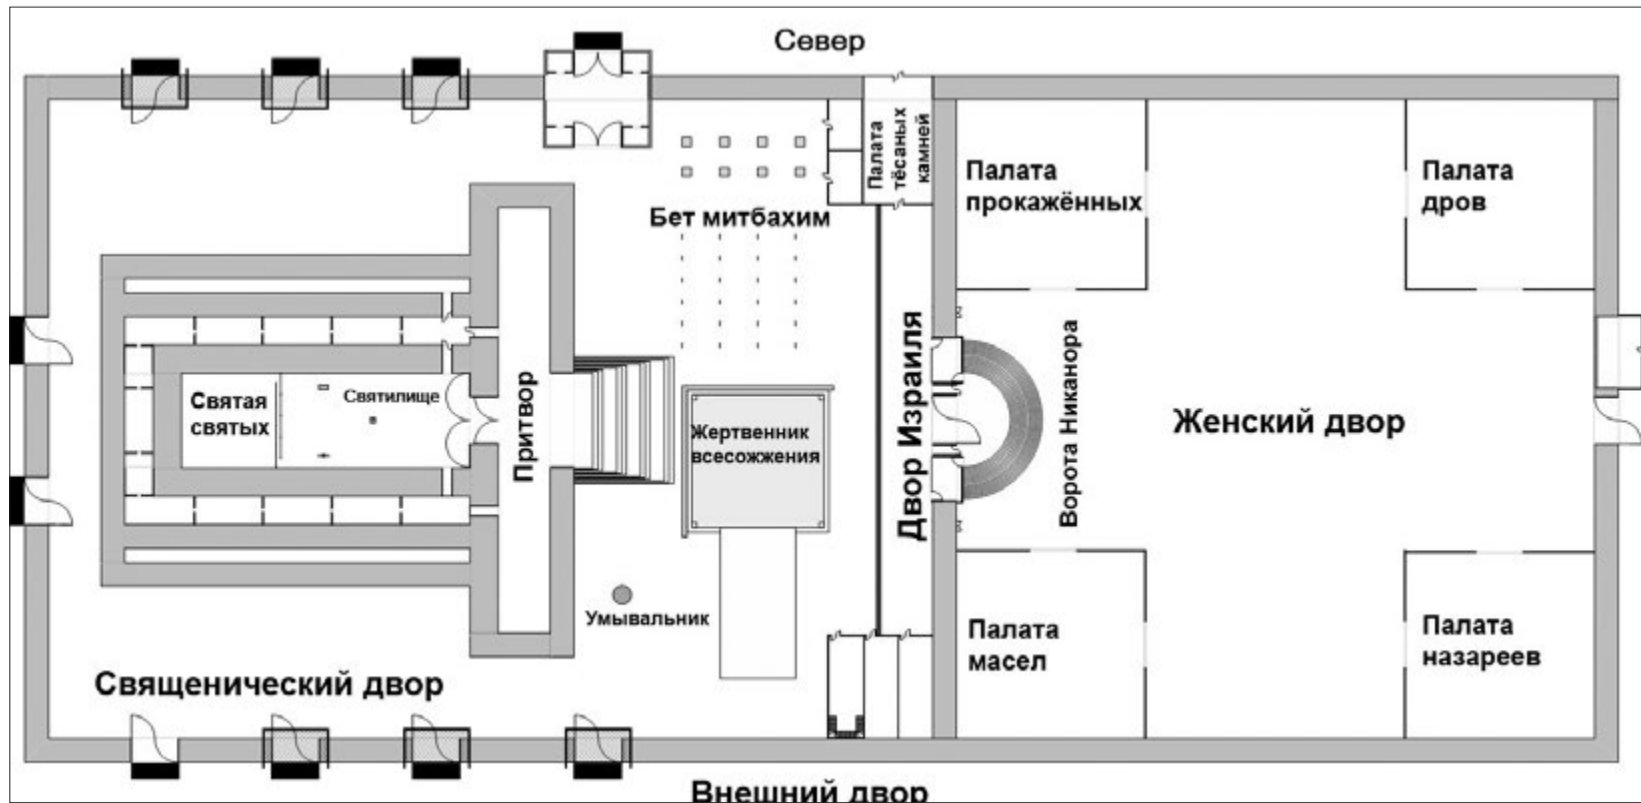 Север
Палата
тёсаных
камней
Палата
прокажённых
Палата
дров
Бет митбахим
Святая
святых
Святилище
Притвор
Жертвенник
всесожжения
Двор Израиля
Ворота Никанора
Женский двор
Умывальник
Палата
масел
Палата
назареев
Священический двор
Внешний двор